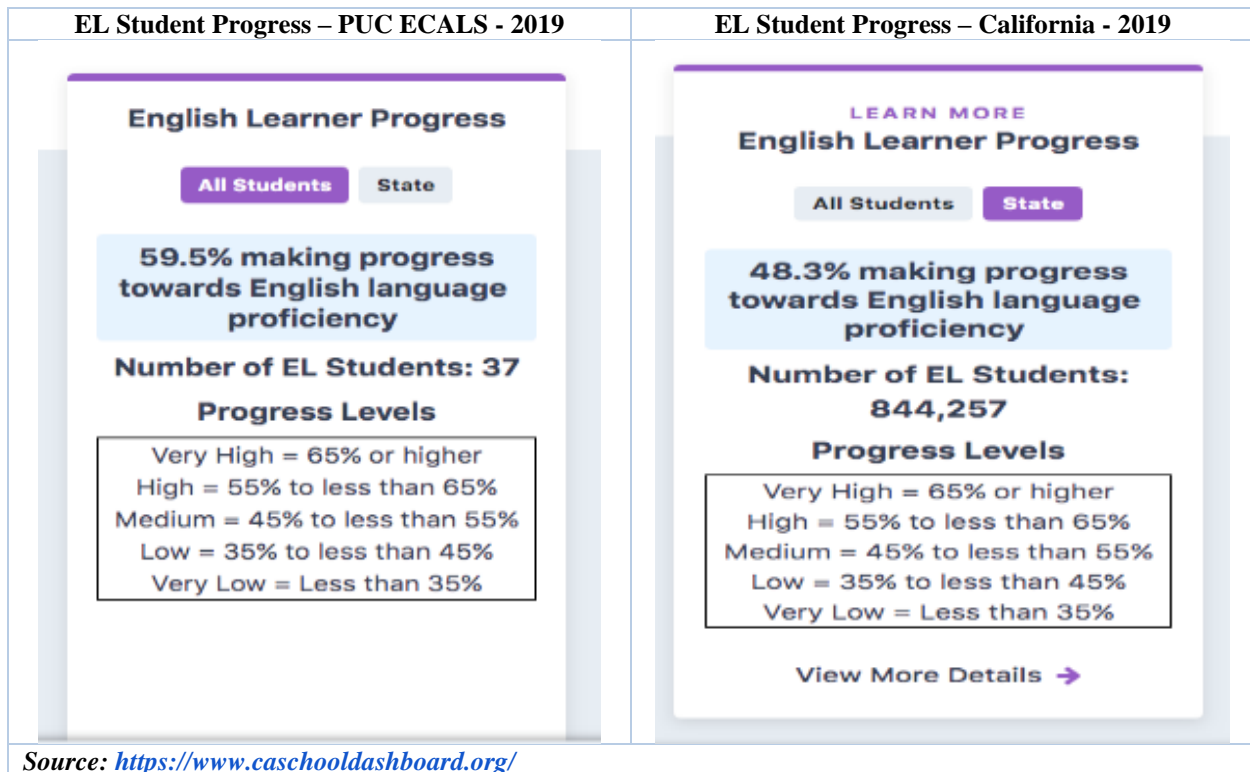 EL Student Progress – PUC ECALS - 2019
English Learner Progress
All Students
State
59.5% making progress
towards English language
proficiency
Number of EL Students: 37
Progress Levels
Very High = 65% or higher
High = 55% to less than 65%
Medium = 45% to less than 55%
Low = 35% to less than 45%
Very Low = Less than 35%
EL Student Progress – California - 2019
LEARN MORE
English Learner Progress
All Students
State
48.3% making progress
towards English language
proficiency
Number of EL Students:
844,257
Progress Levels
Very High = 65% or higher
High = 55% to less than 65%
Medium = 45% to less than 55%
Low = 35% to less than 45%
Very Low = Less than 35%
View More Details →
Source: https://www.caschooldashboard.org/